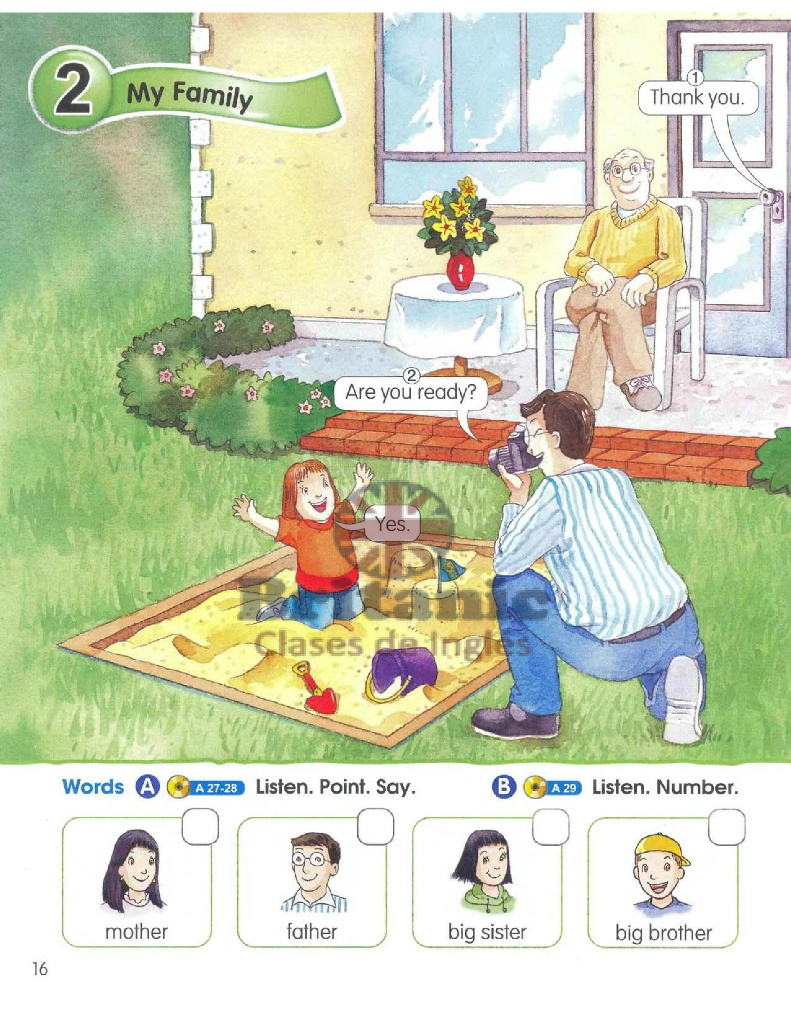 2 My Family
①
Thank you.
②
Are you ready?
Yes.
Britanic
Clases de Inglés
Words A A 27-28 Listen. Point. Say.
B A 29 Listen. Number.
mother
father
big sister
big brother
16